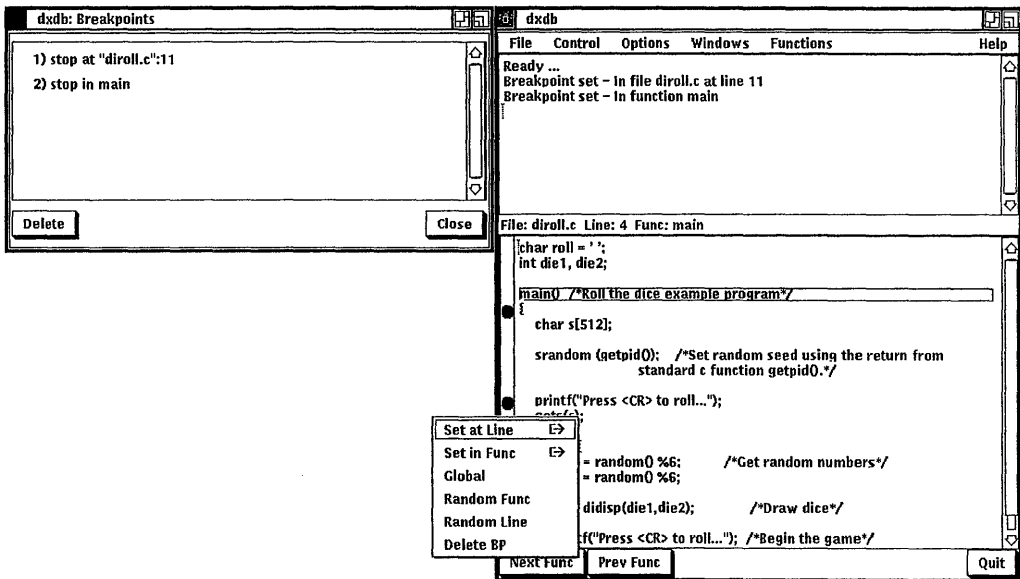 dxdb: Breakpoints
1) stop at "diroll.c":11
2) stop in main
Delete
Close
dxdb
File Control Options Windows Functions Help
Ready ...
Breakpoint set – In file diroll.c at line 11
Breakpoint set – In function main
File: diroll.c Line: 4 Func: main
char roll = ' ';
int die1, die2;
main() /*Roll the dice example program*/
{
char s[512];
srandom (getpid()); /*Set random seed using the return from
standard c function getpid().*/
printf("Press <CR> to roll...");
gets(s);
= random() %6; /*Get random numbers*/
= random() %6;
didisp(die1,die2); /*Draw dice*/
f("Press <CR> to roll..."); /*Begin the game*/
Set at Line
Set in Func
Global
Random Func
Random Line
Delete BP
Next Func Prev Func Quit